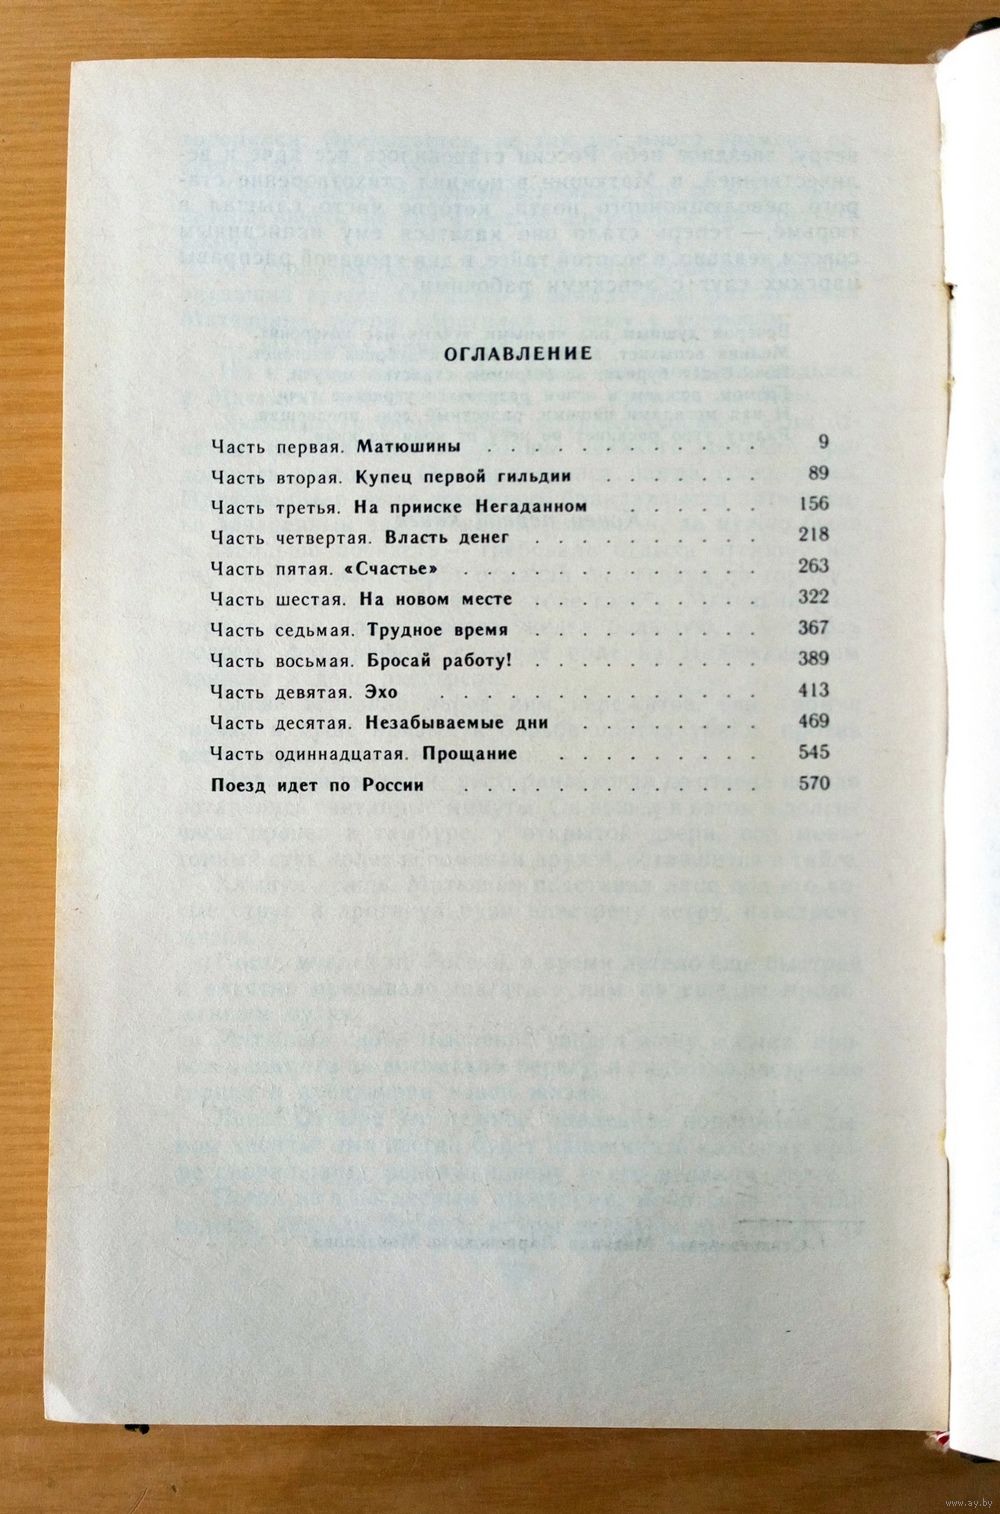 ОГЛАВЛЕНИЕ
Часть первая. Матюшины . . . . . . . . . . . . 9
Часть вторая. Купец первой гильдии . . . . . . . 89
Часть третья. На прииске Негаданном . . . . . . 156
Часть четвертая. Власть денег . . . . . . . . . . 218
Часть пятая. «Счастье» . . . . . . . . . . . . . 263
Часть шестая. На новом месте . . . . . . . . . . 322
Часть седьмая. Трудное время . . . . . . . . . . 367
Часть восьмая. Бросай работу! . . . . . . . . . . 389
Часть девятая. Эхо . . . . . . . . . . . . . . 413
Часть десятая. Незабываемые дни . . . . . . . . 469
Часть одиннадцатая. Прощание . . . . . . . . . 545
Поезд идет по России . . . . . . . . . . . . . 570
www.ay.by